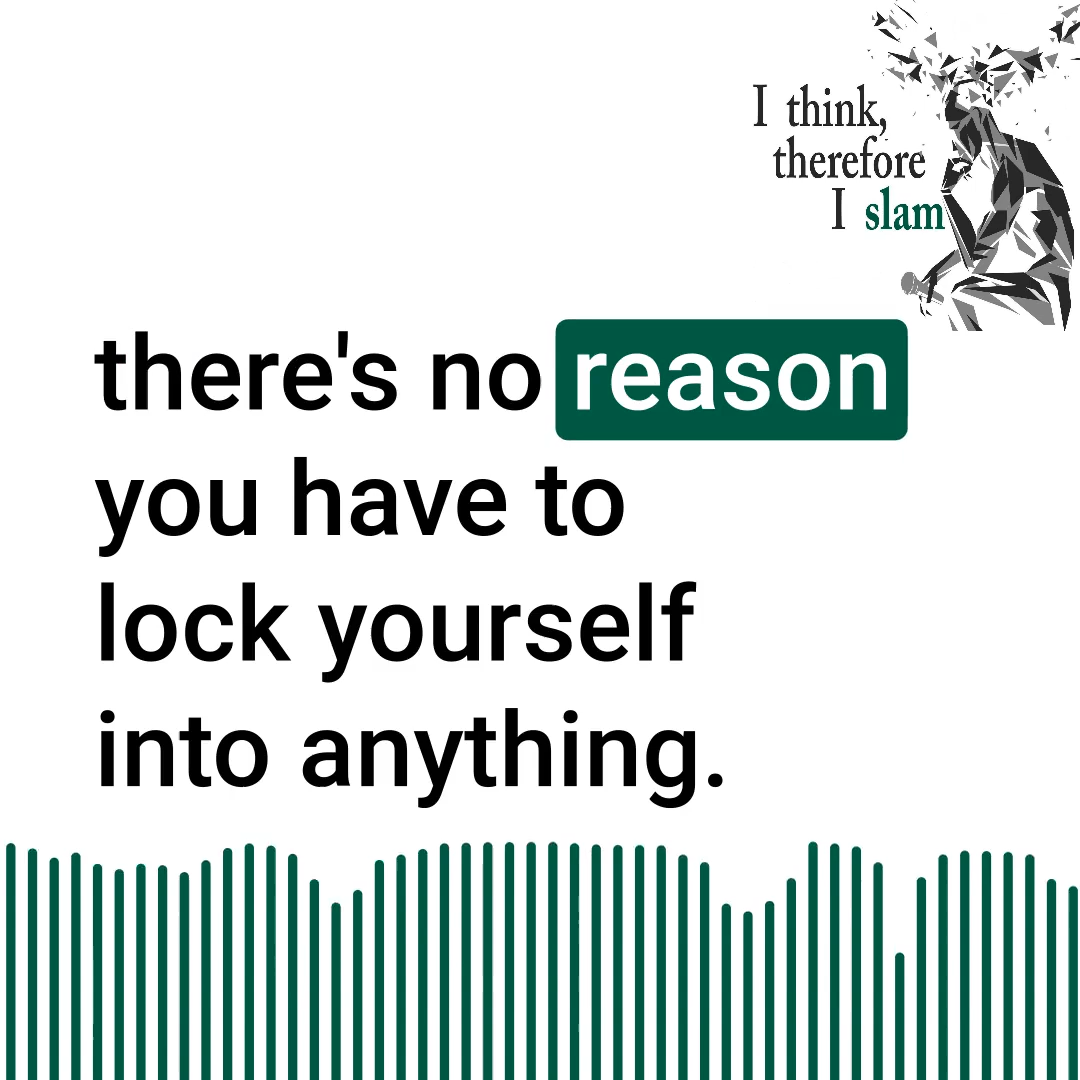 I think,
therefore
I slam
there's no reason
you have to
lock yourself
into anything.